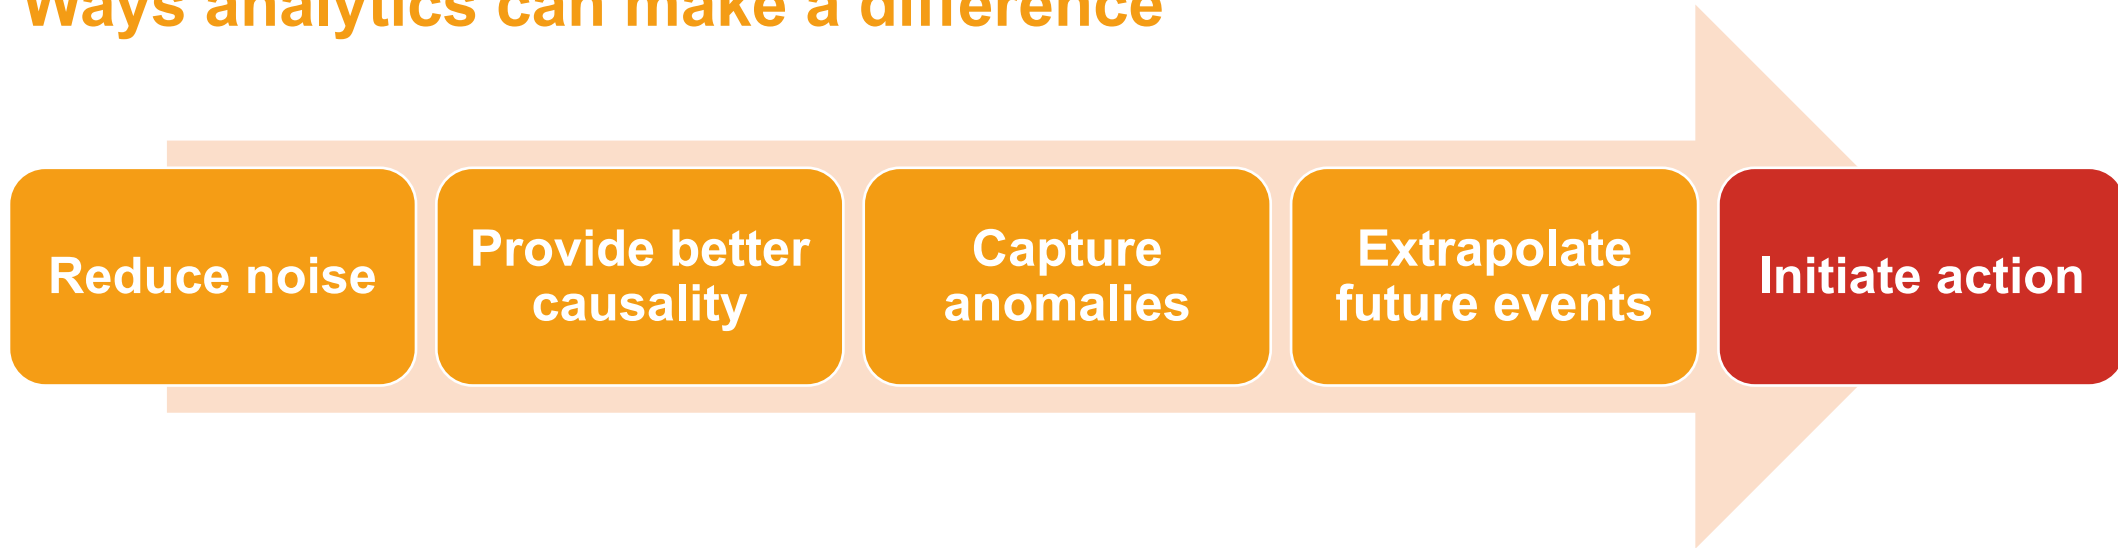 Ways analytics can make a difference
Reduce noise
Provide better
causality
Capture
anomalies
Extrapolate
future events
Initiate action